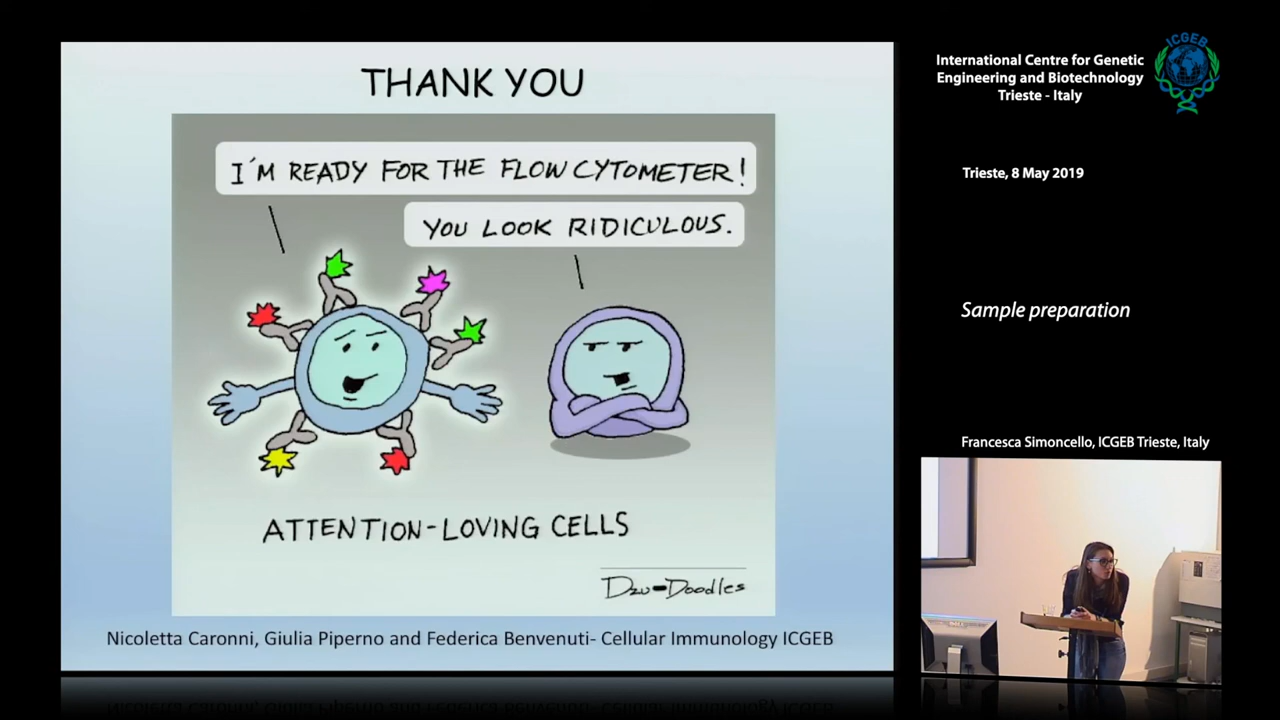 THANK YOU
I'M READY FOR THE FLOW CYTOMETER!
YOU LOOK RIDICULOUS.
ATTENTION-LOVING CELLS
Dzu-Doodles
Nicoletta Caronni, Giulia Piperno and Federica Benvenuti- Cellular Immunology ICGEB
International Centre for Genetic
Engineering and Biotechnology
Trieste - Italy
ICGEB
Trieste, 8 May 2019
Sample preparation
Francesca Simoncello, ICGEB Trieste, Italy